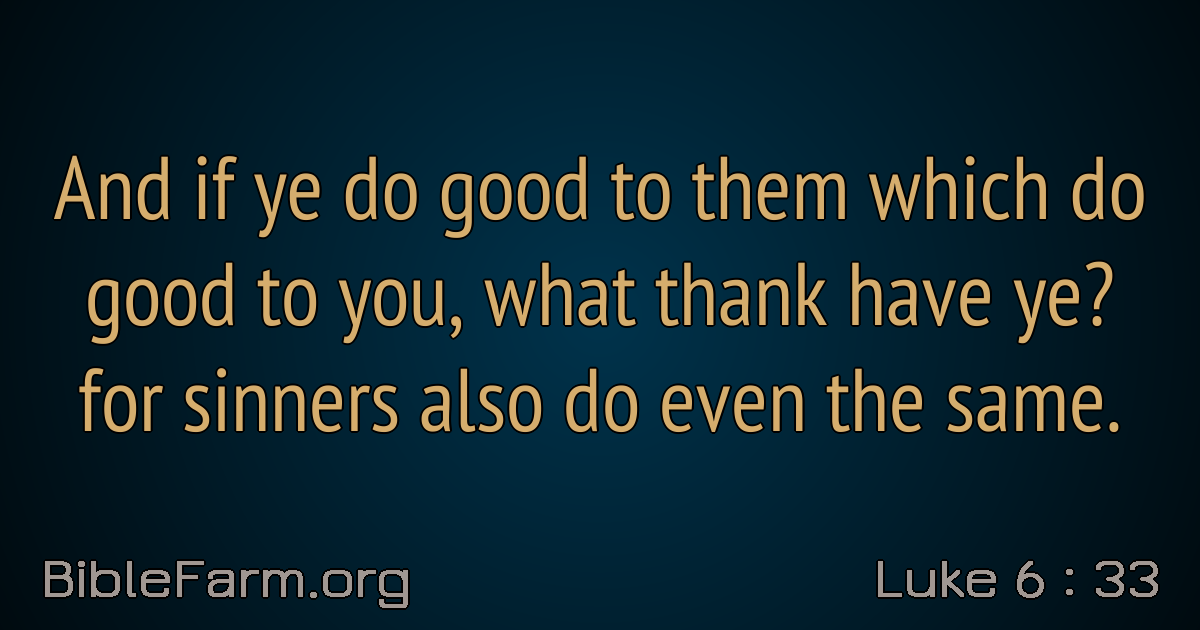 And if ye do good to them which do
good to you, what thank have ye?
for sinners also do even the same.
BibleFarm.org
Luke 6 : 33